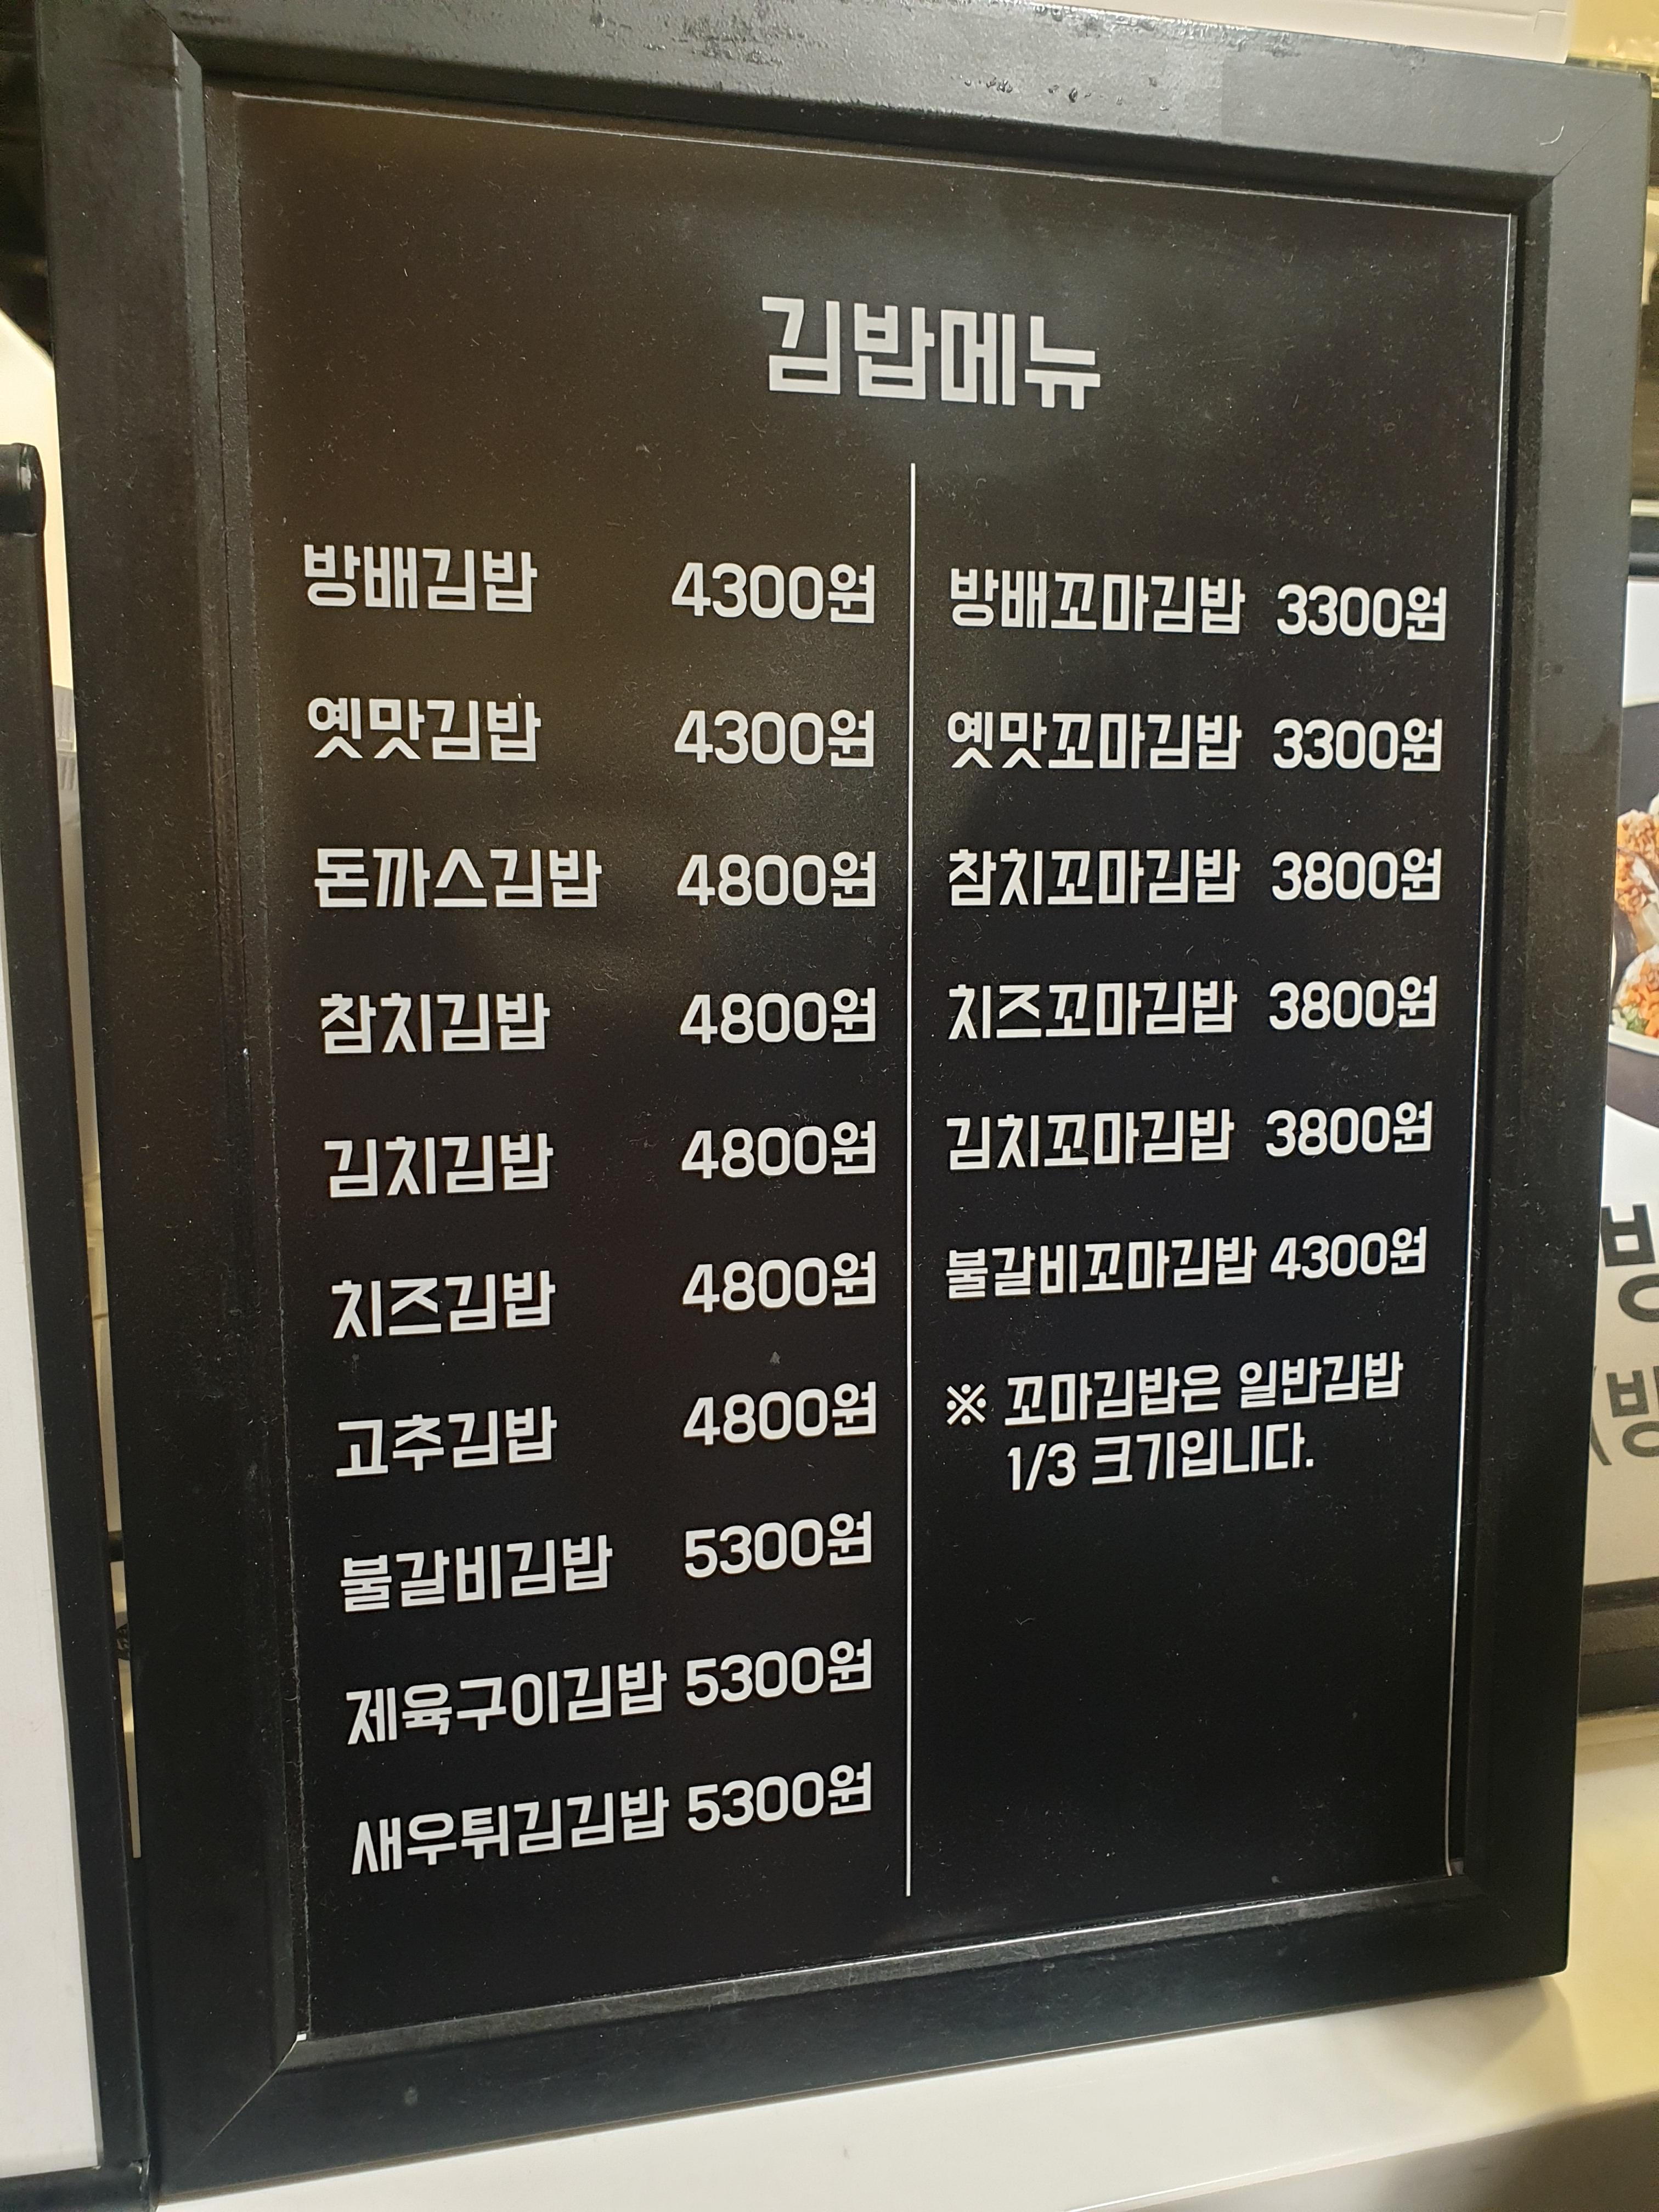 김밥메뉴
방배김밥 4300원
옛맛김밥 4300원
돈까스김밥 4800원
참치김밥 4800원
김치김밥 4800원
치즈김밥 4800원
고추김밥 4800원
불갈비김밥 5300원
제육구이김밥 5300원
새우튀김김밥 5300원
방배꼬마김밥 3300원
옛맛꼬마김밥 3300원
참치꼬마김밥 3800원
치즈꼬마김밥 3800원
김치꼬마김밥 3800원
불갈비꼬마김밥 4300원
※ 꼬마김밥은 일반김밥
1/3 크기입니다.